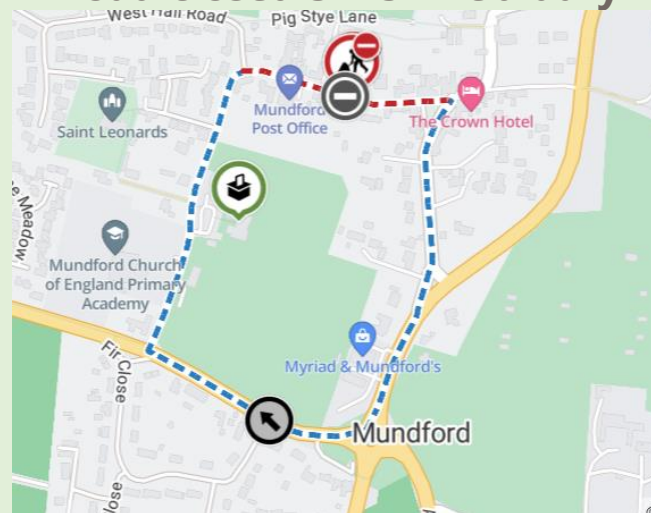 West Hall Road
Pig Stye Lane
Mundford
Post Office
The Crown Hotel
Saint Leonards
Meadow
Mundford Church
of England Primary
Academy
Fir Close
Myriad & Mundford's
Mundford